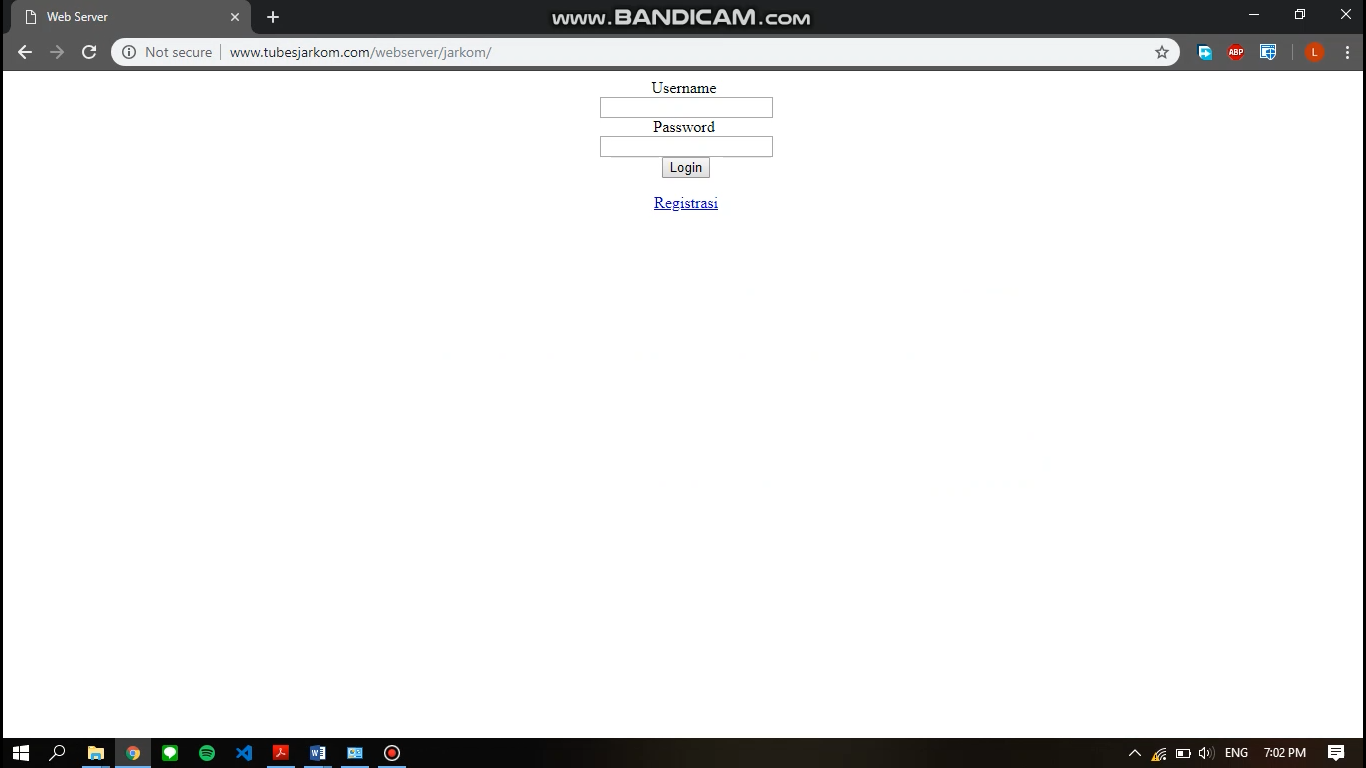 Web Server
www.BANDICAM.com
Not secure
www.tubesjarkom.com/webserver/jarkom/
ABP
L
Username
Password
Login
Registrasi
ENG
7:02 PM